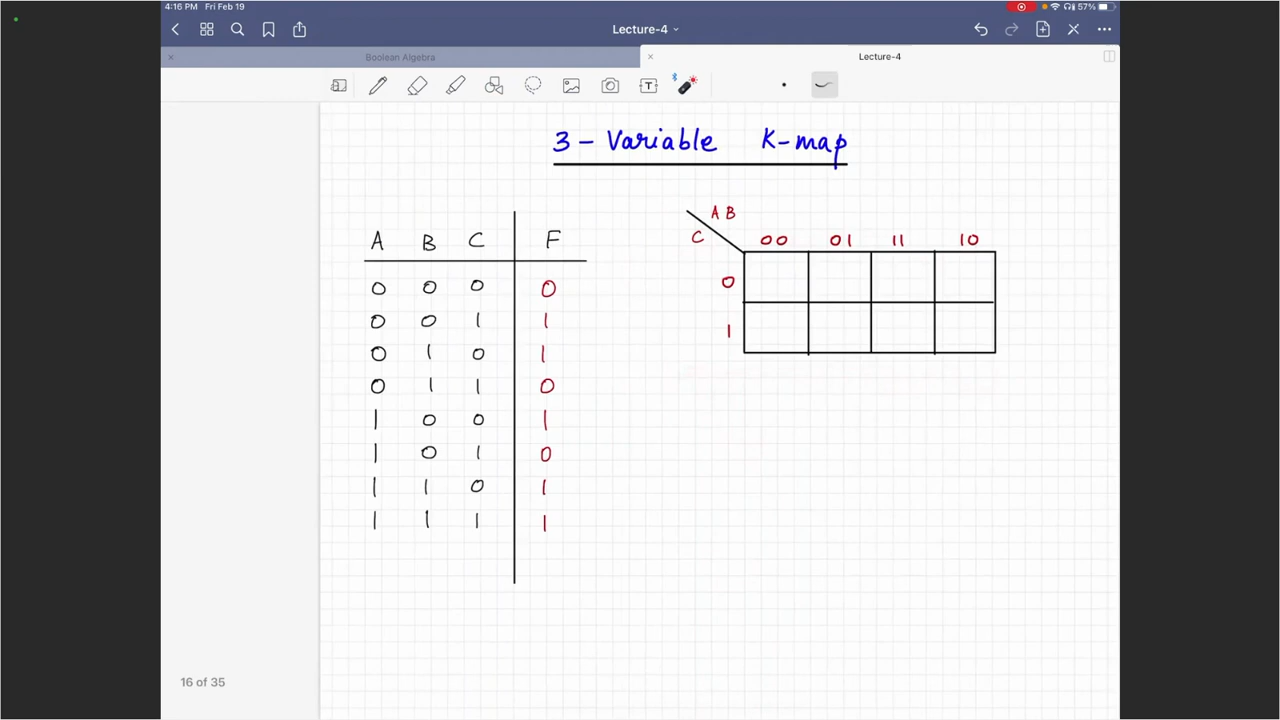 4:16 PM Fri Feb 19
57%
Lecture-4
Boolean Algebra
Lecture-4
T
3 - Variable K-map
A B C F
0 0 0 0
0 0 1 1
0 1 0 1
0 1 1 0
1 0 0 1
1 0 1 0
1 1 0 1
1 1 1 1
A B
C 00 01 11 10
0
1
16 of 35